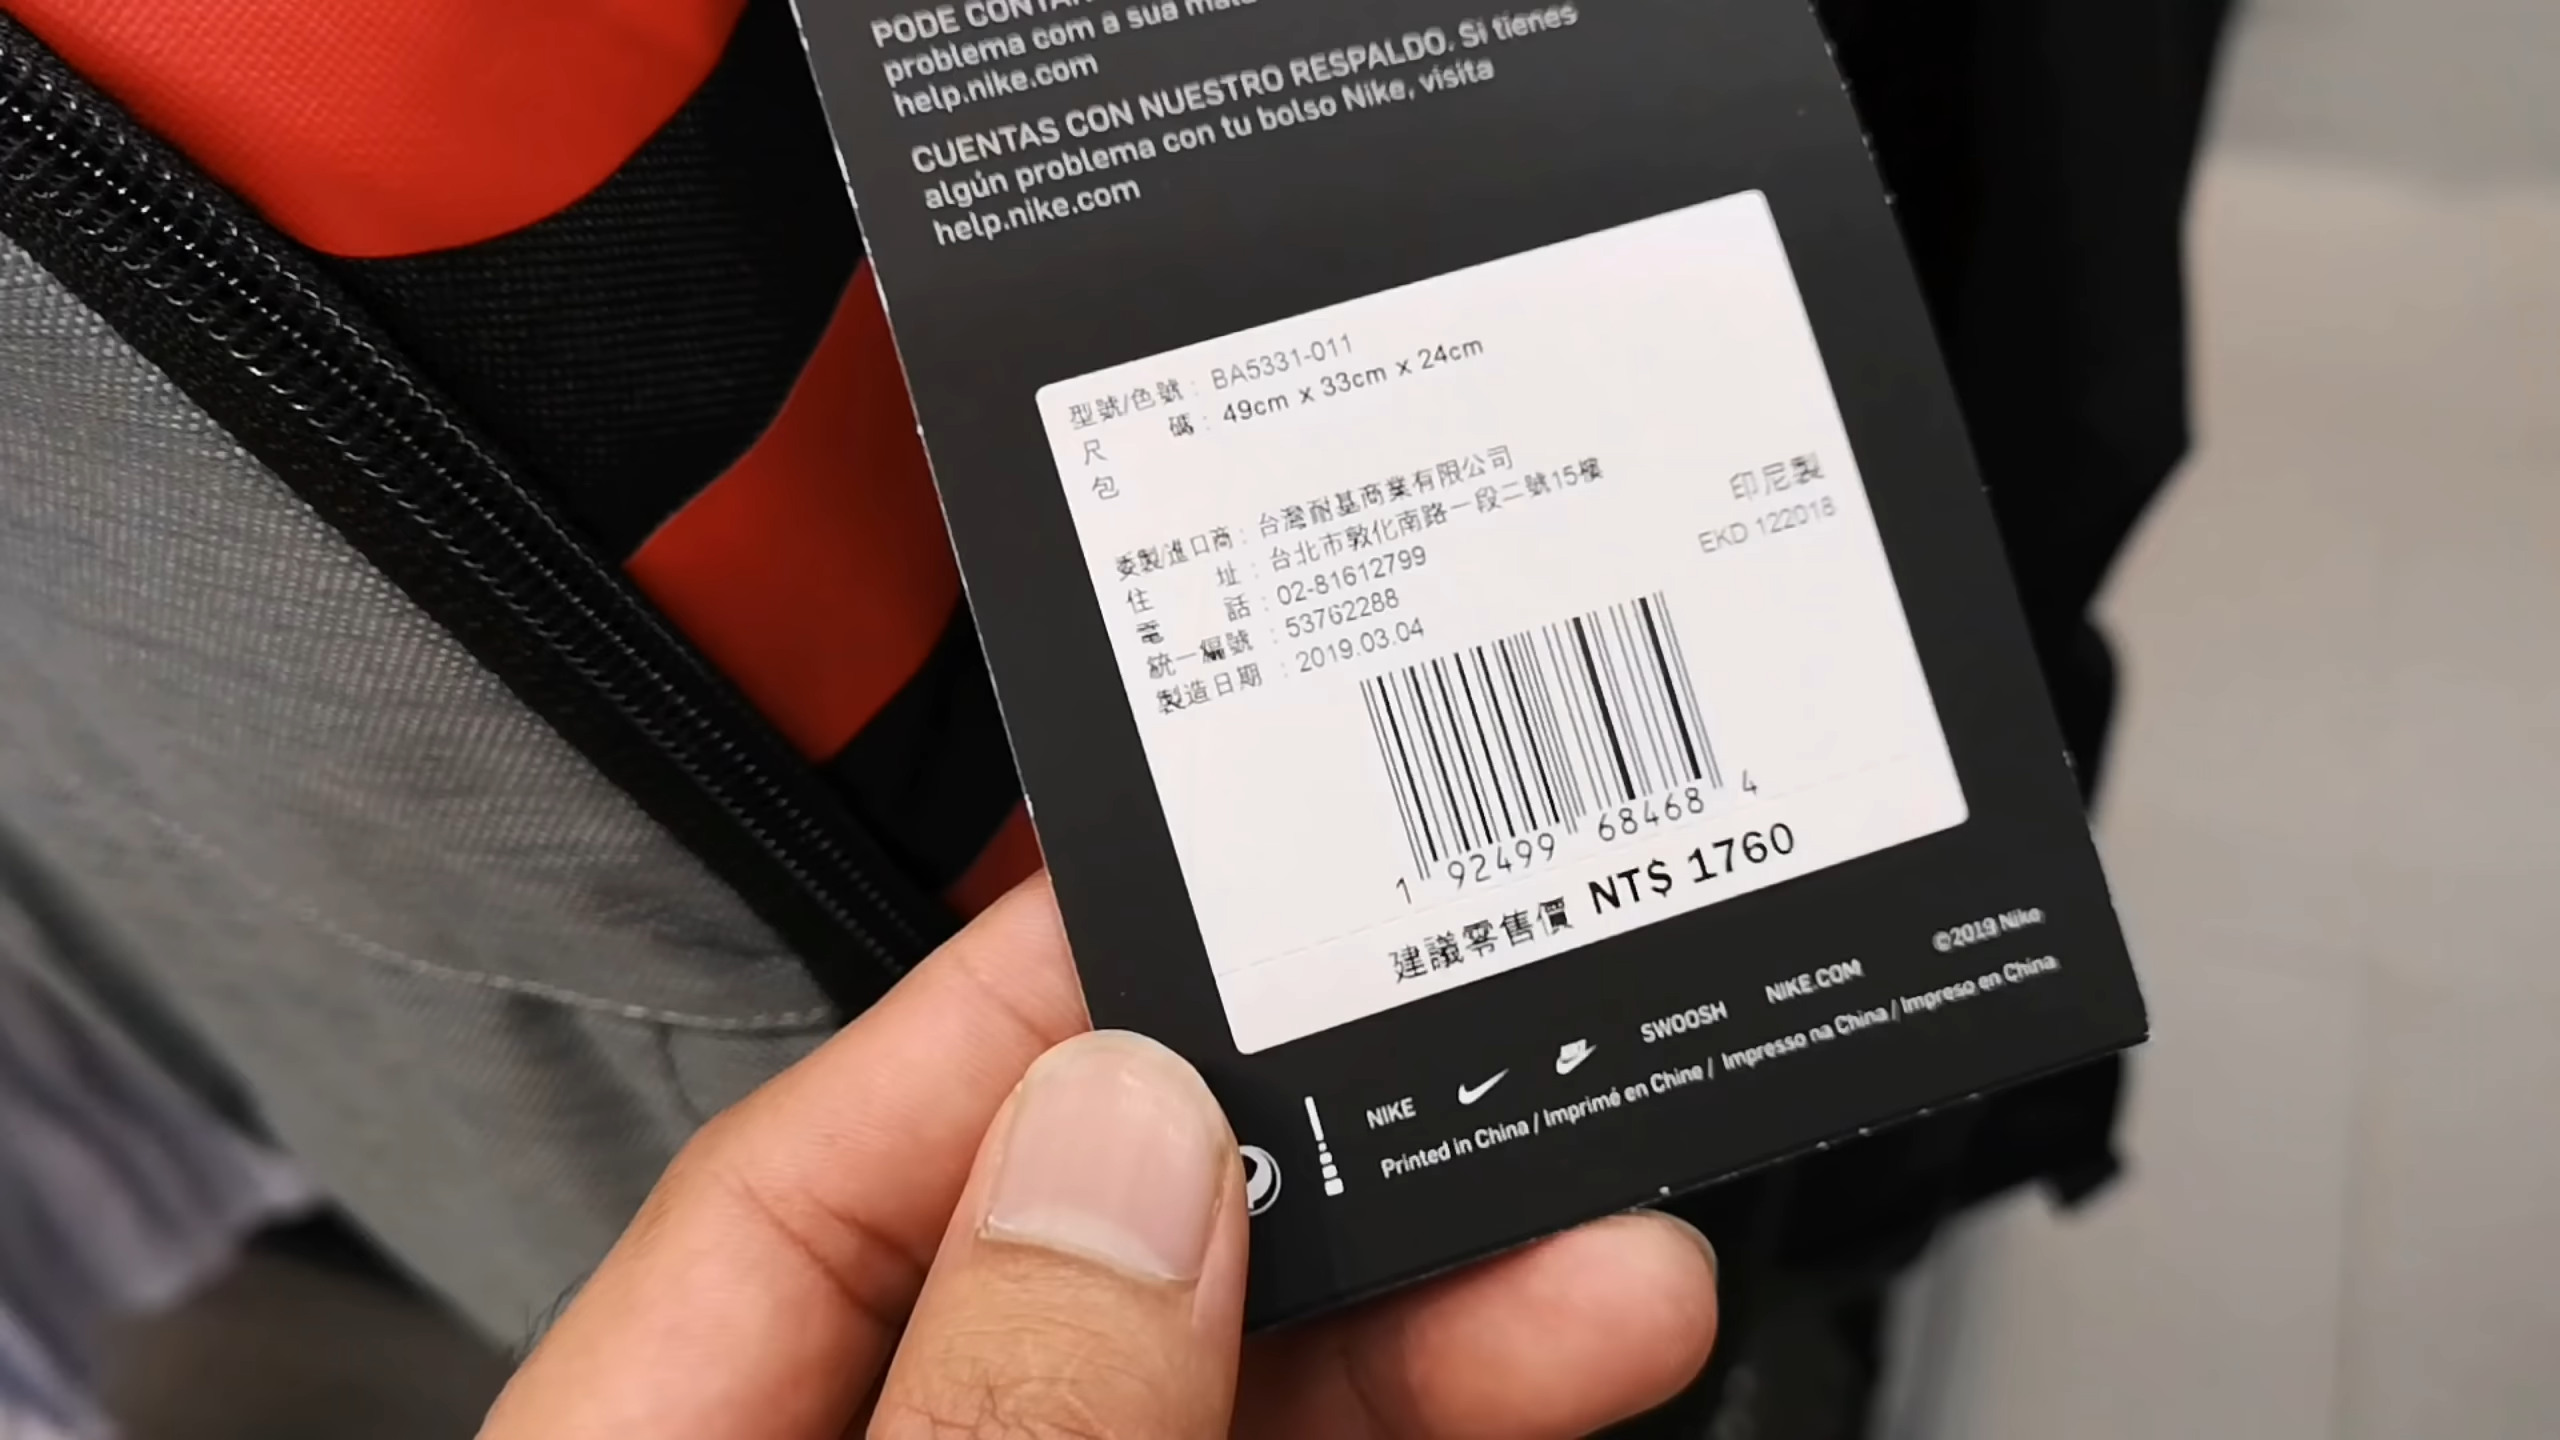 PODE CONTAR
problema com a sua
help.nike.com
CUENTAS CON NUESTRO RESPALDO. Si tienes
algún problema con tu bolso Nike, visita
help.nike.com
型號/色號 : BA5331-011
尺 碼 : 49cm x 33cm x 24cm
包
委製/進口商 : 台灣耐基商業有限公司
住 址 : 台北市敦化南路一段二號15樓
電 話 : 02-81612799
統一編號 : 53762288
製造日期 : 2019.03.04
印尼製
EKD 122018
1 92499 68468 4
建議零售價 NT$ 1760
©2019 Nike
NIKE SWOOSH NIKE.COM
Printed in China / Imprimé en Chine / Impresso na China / Impreso en China